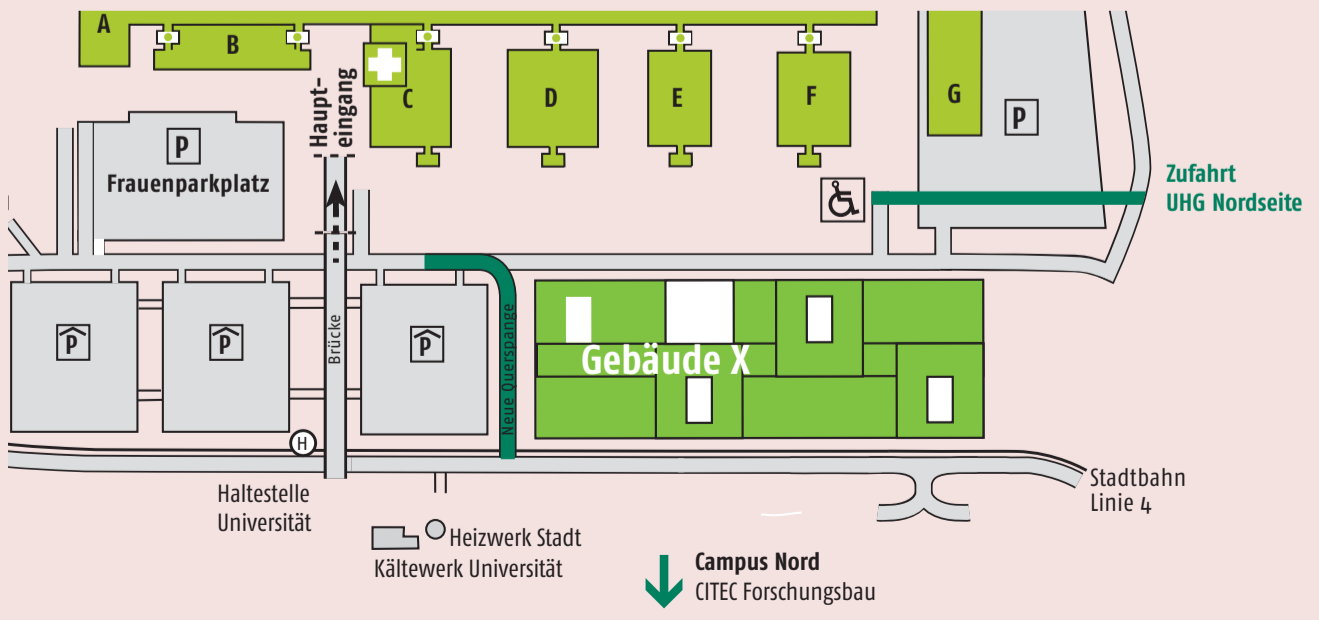 A
B
C
D
E
F
G
Haupt-
eingang
P
Frauenparkplatz
P
Zufahrt
UHG Nordseite
P
P
Brücke
P
Neue Querspange
Gebäude X
H
Haltestelle
Universität
Stadtbahn
Linie 4
Heizwerk Stadt
Kältewerk Universität
Campus Nord
CITEC Forschungsbau